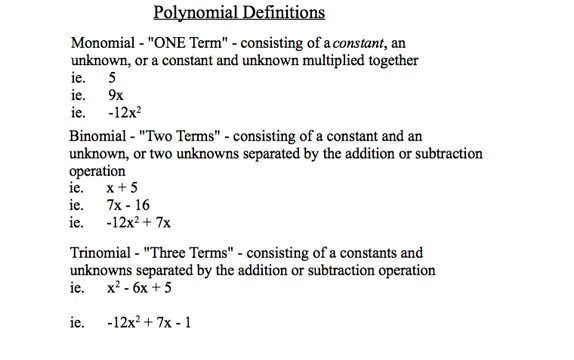 Polynomial Definitions
Monomial - "ONE Term" - consisting of a constant, an
unknown, or a constant and unknown multiplied together
ie. 5
ie. 9x
ie. -12x²
Binomial - "Two Terms" - consisting of a constant and an
unknown, or two unknowns separated by the addition or subtraction
operation
ie. x + 5
ie. 7x - 16
ie. -12x² + 7x
Trinomial - "Three Terms" - consisting of a constants and
unknowns separated by the addition or subtraction operation
ie. x² - 6x + 5
ie. -12x² + 7x - 1